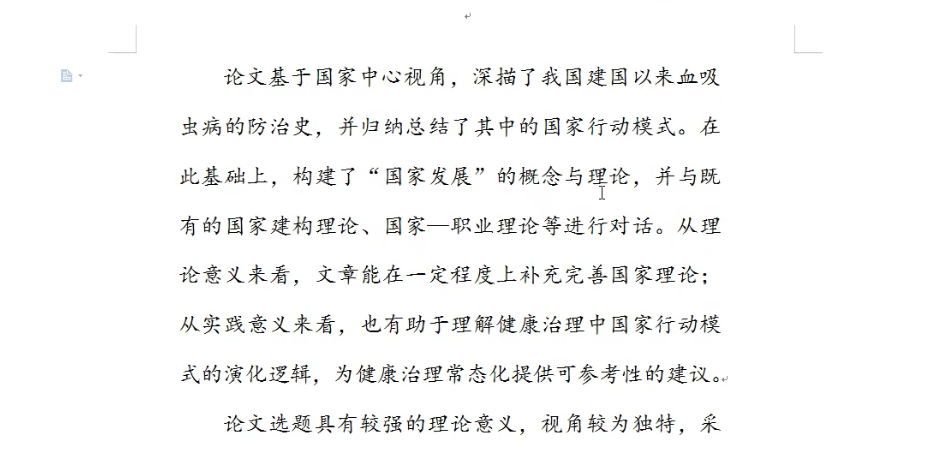 论文基于国家中心视角，深描了我国建国以来血吸
虫病的防治史，并归纳总结了其中的国家行动模式。在
此基础上，构建了“国家发展”的概念与理论，并与既
有的国家建构理论、国家—职业理论等进行对话。从理
论意义来看，文章能在一定程度上补充完善国家理论；
从实践意义来看，也有助于理解健康治理中国家行动模
式的演化逻辑，为健康治理常态化提供可参考性的建议。
论文选题具有较强的理论意义，视角较为独特，采